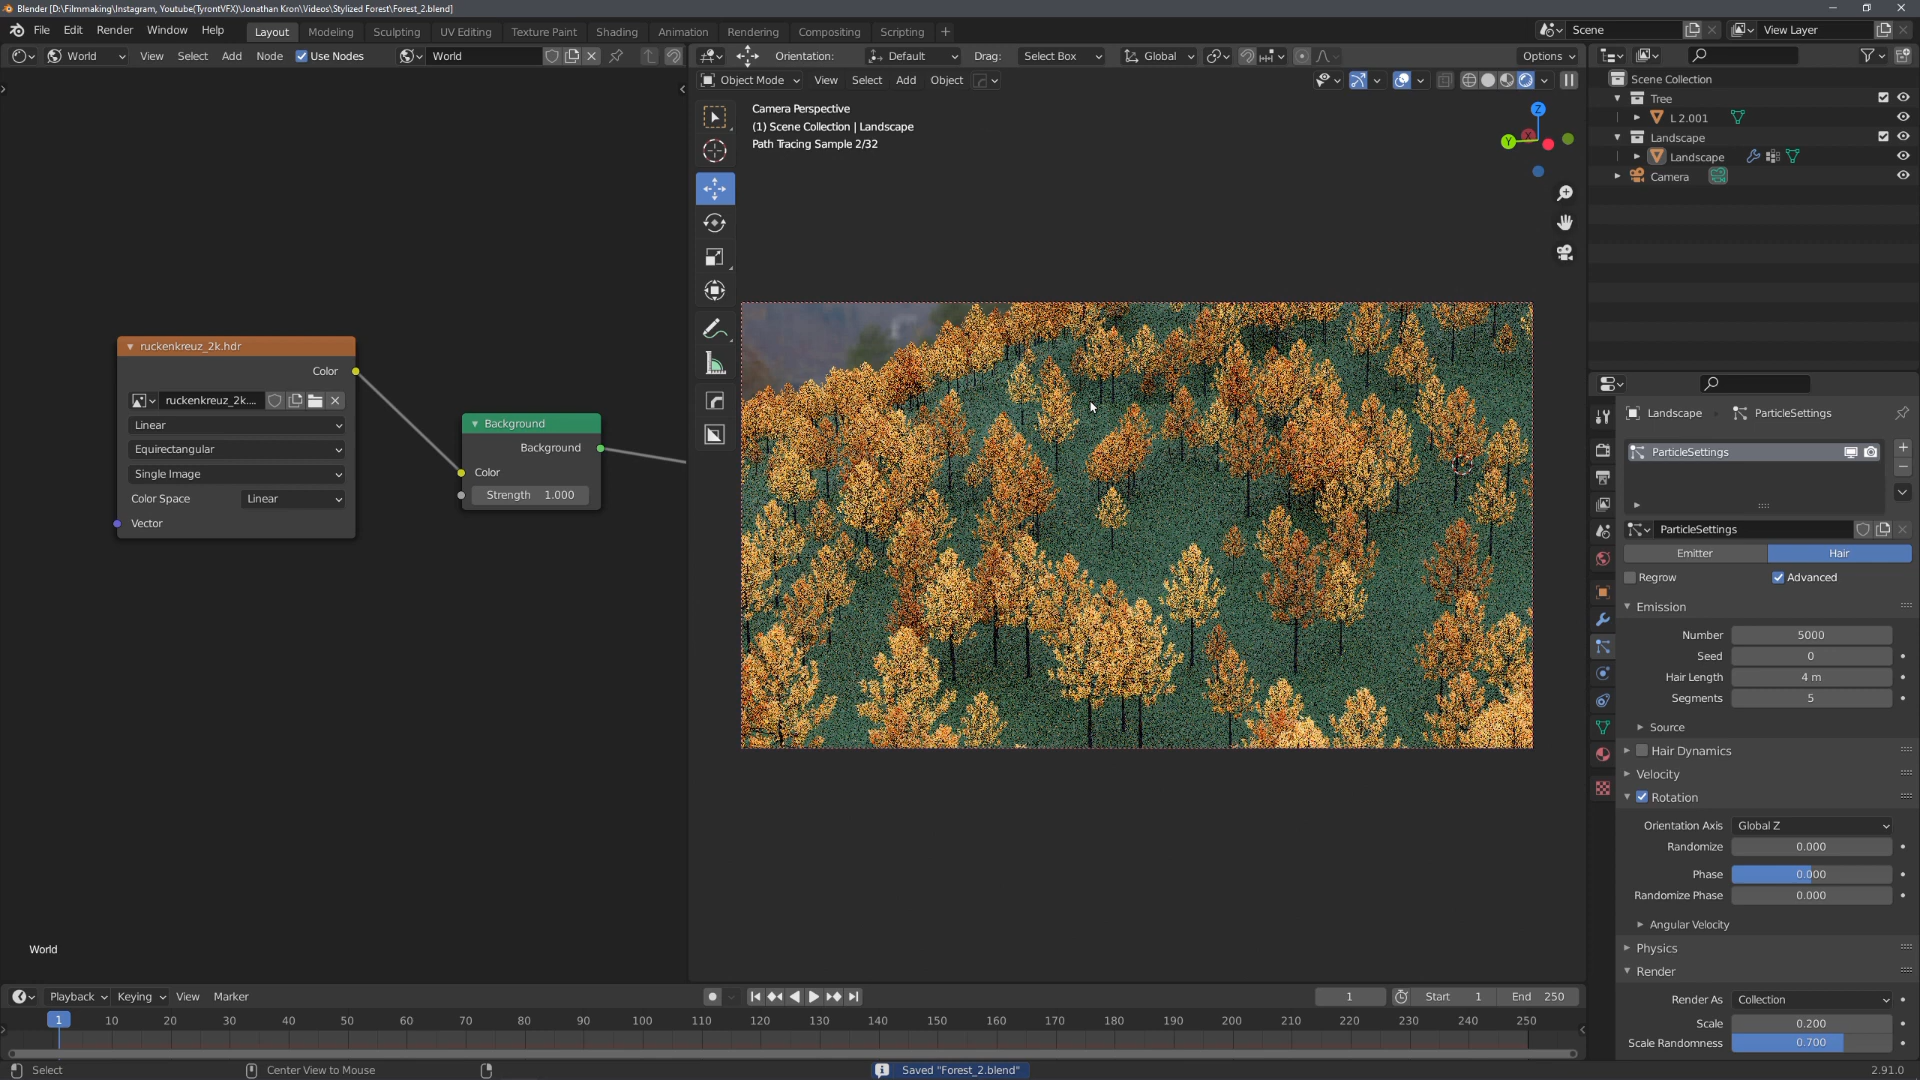 Blender [D:\Filmmaking\Instagram, Youtube(TyrontVFX)\Jonathan Kron\Videos\Stylized Forest\Forest_2.blend]
File Edit Render Window Help Layout Modeling Sculpting UV Editing Texture Paint Shading Animation Rendering Compositing Scripting + Scene View Layer
World View Select Add Node Use Nodes World Orientation: Default Drag: Select Box Global Options
Object Mode View Select Add Object
Scene Collection
Tree
L 2.001
Landscape
Landscape
Camera
Camera Perspective
(1) Scene Collection | Landscape
Path Tracing Sample 2/32
Z
Y
X
ruckenkreuz_2k.hdr
Color
ruckenkreuz_2k....
Linear
Equirectangular
Single Image
Color Space Linear
Vector
Background
Background
Color
Strength 1.000
World
Landscape ParticleSettings
ParticleSettings
ParticleSettings
Emitter Hair
Regrow Advanced
Emission
Number 5000
Seed 0
Hair Length 4 m
Segments 5
Source
Hair Dynamics
Velocity
Rotation
Orientation Axis Global Z
Randomize 0.000
Phase 0.000
Randomize Phase 0.000
Angular Velocity
Physics
Render
Render As Collection
Scale 0.200
Scale Randomness 0.700
Playback Keying View Marker 1 Start 1 End 250
1 10 20 30 40 50 60 70 80 90 100 110 120 130 140 150 160 170 180 190 200 210 220 230 240 250
Select Center View to Mouse Saved "Forest_2.blend" 2.91.0